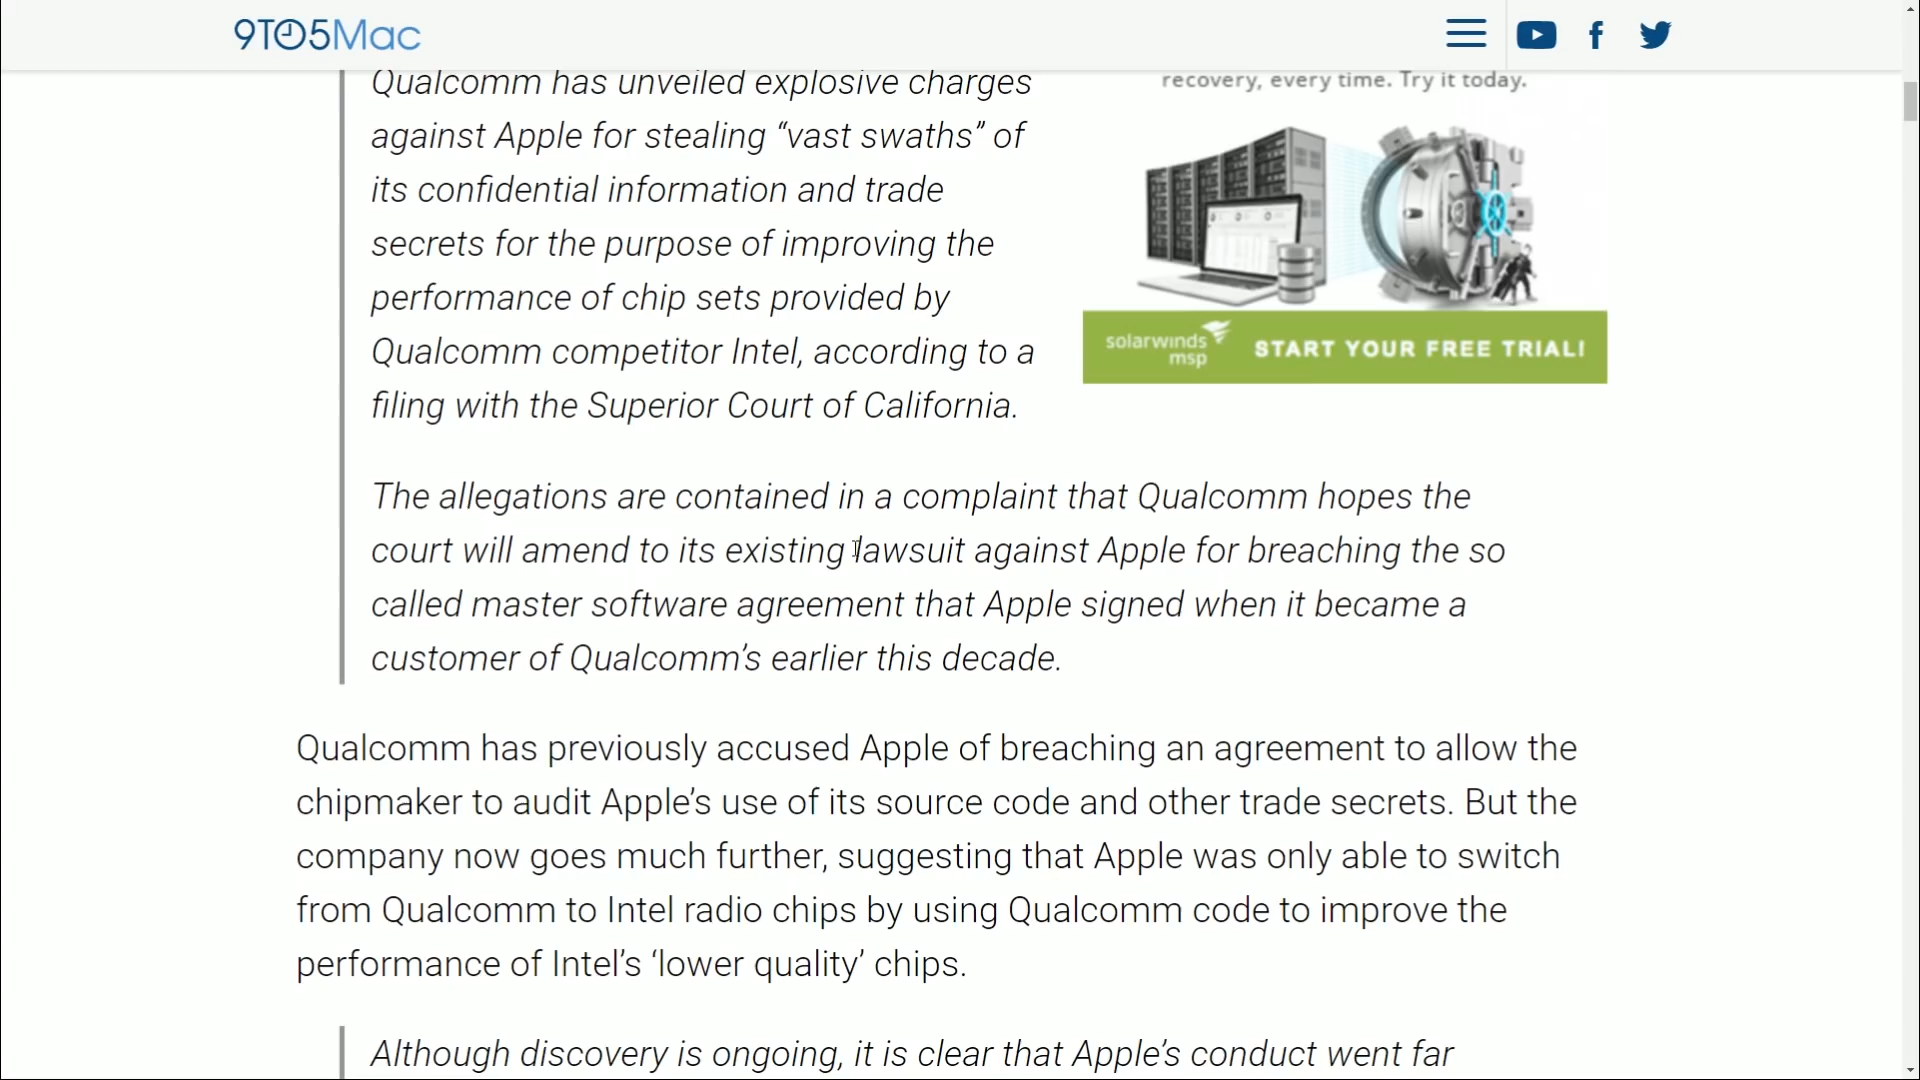 9TO5Mac
Qualcomm has unveiled explosive charges
against Apple for stealing “vast swaths” of
its confidential information and trade
secrets for the purpose of improving the
performance of chip sets provided by
Qualcomm competitor Intel, according to a
filing with the Superior Court of California.
recovery, every time. Try it today.
solarwinds
msp
START YOUR FREE TRIAL!
The allegations are contained in a complaint that Qualcomm hopes the
court will amend to its existing lawsuit against Apple for breaching the so
called master software agreement that Apple signed when it became a
customer of Qualcomm’s earlier this decade.
Qualcomm has previously accused Apple of breaching an agreement to allow the
chipmaker to audit Apple’s use of its source code and other trade secrets. But the
company now goes much further, suggesting that Apple was only able to switch
from Qualcomm to Intel radio chips by using Qualcomm code to improve the
performance of Intel’s ‘lower quality’ chips.
Although discovery is ongoing, it is clear that Apple’s conduct went far